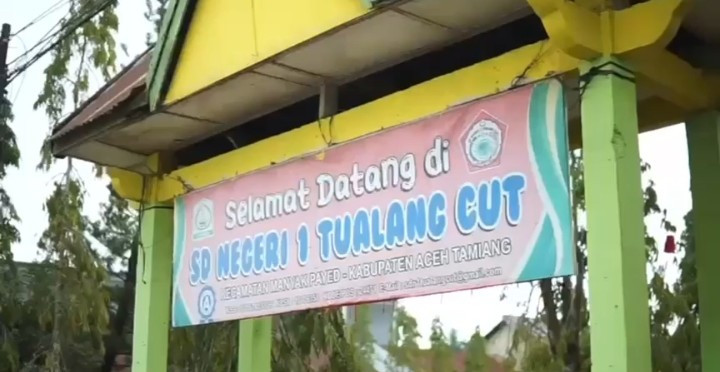 Selamat Datang di
SD NEGERI 1 TUALANG CUT
KECAMATAN MANYAK PAYED - KABUPATEN ACEH TAMIANG